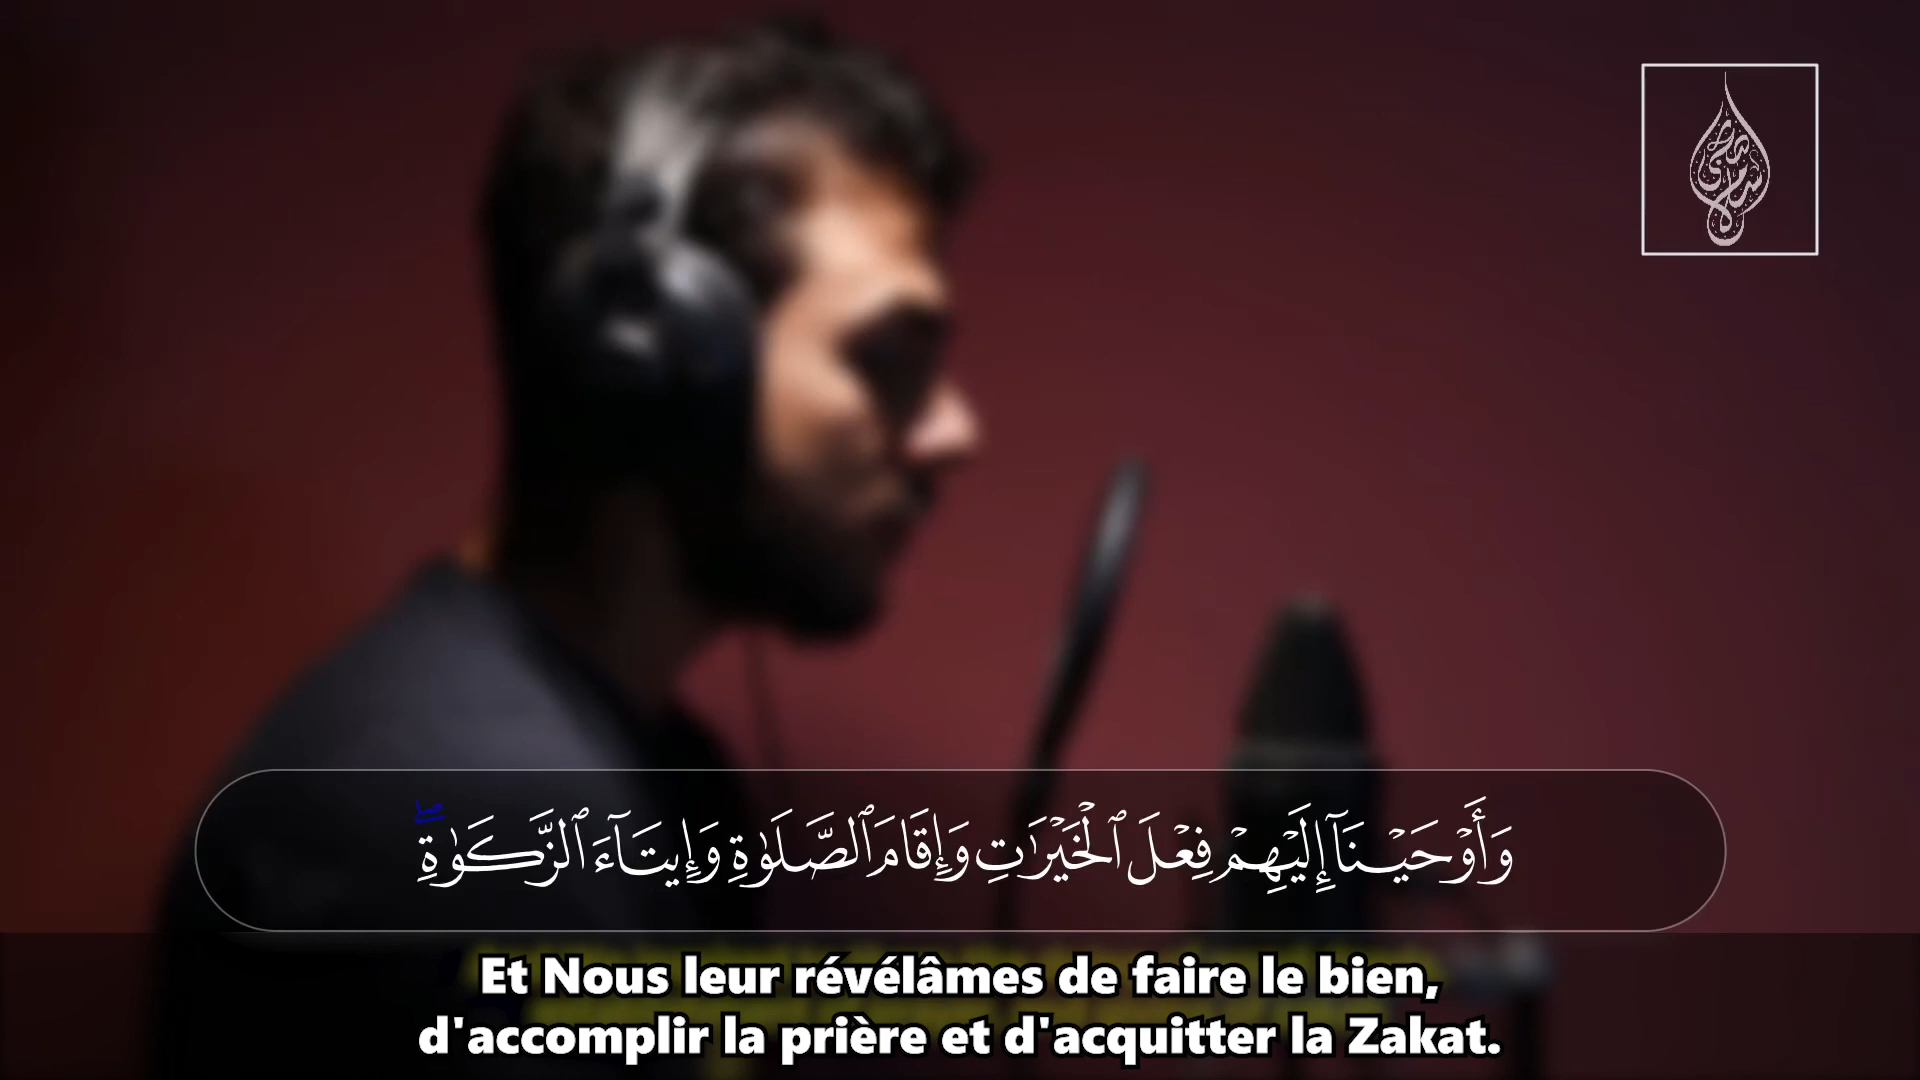 وَأَوْحَيْنَآ إِلَيْهِمْ فِعْلَ ٱلْخَيْرَٰتِ وَإِقَامَ ٱلصَّلَوٰةِ وَإِيتَآءَ ٱلزَّكَوٰةِ ۖ
Et Nous leur révélâmes de faire le bien,
d'accomplir la prière et d'acquitter la Zakat.